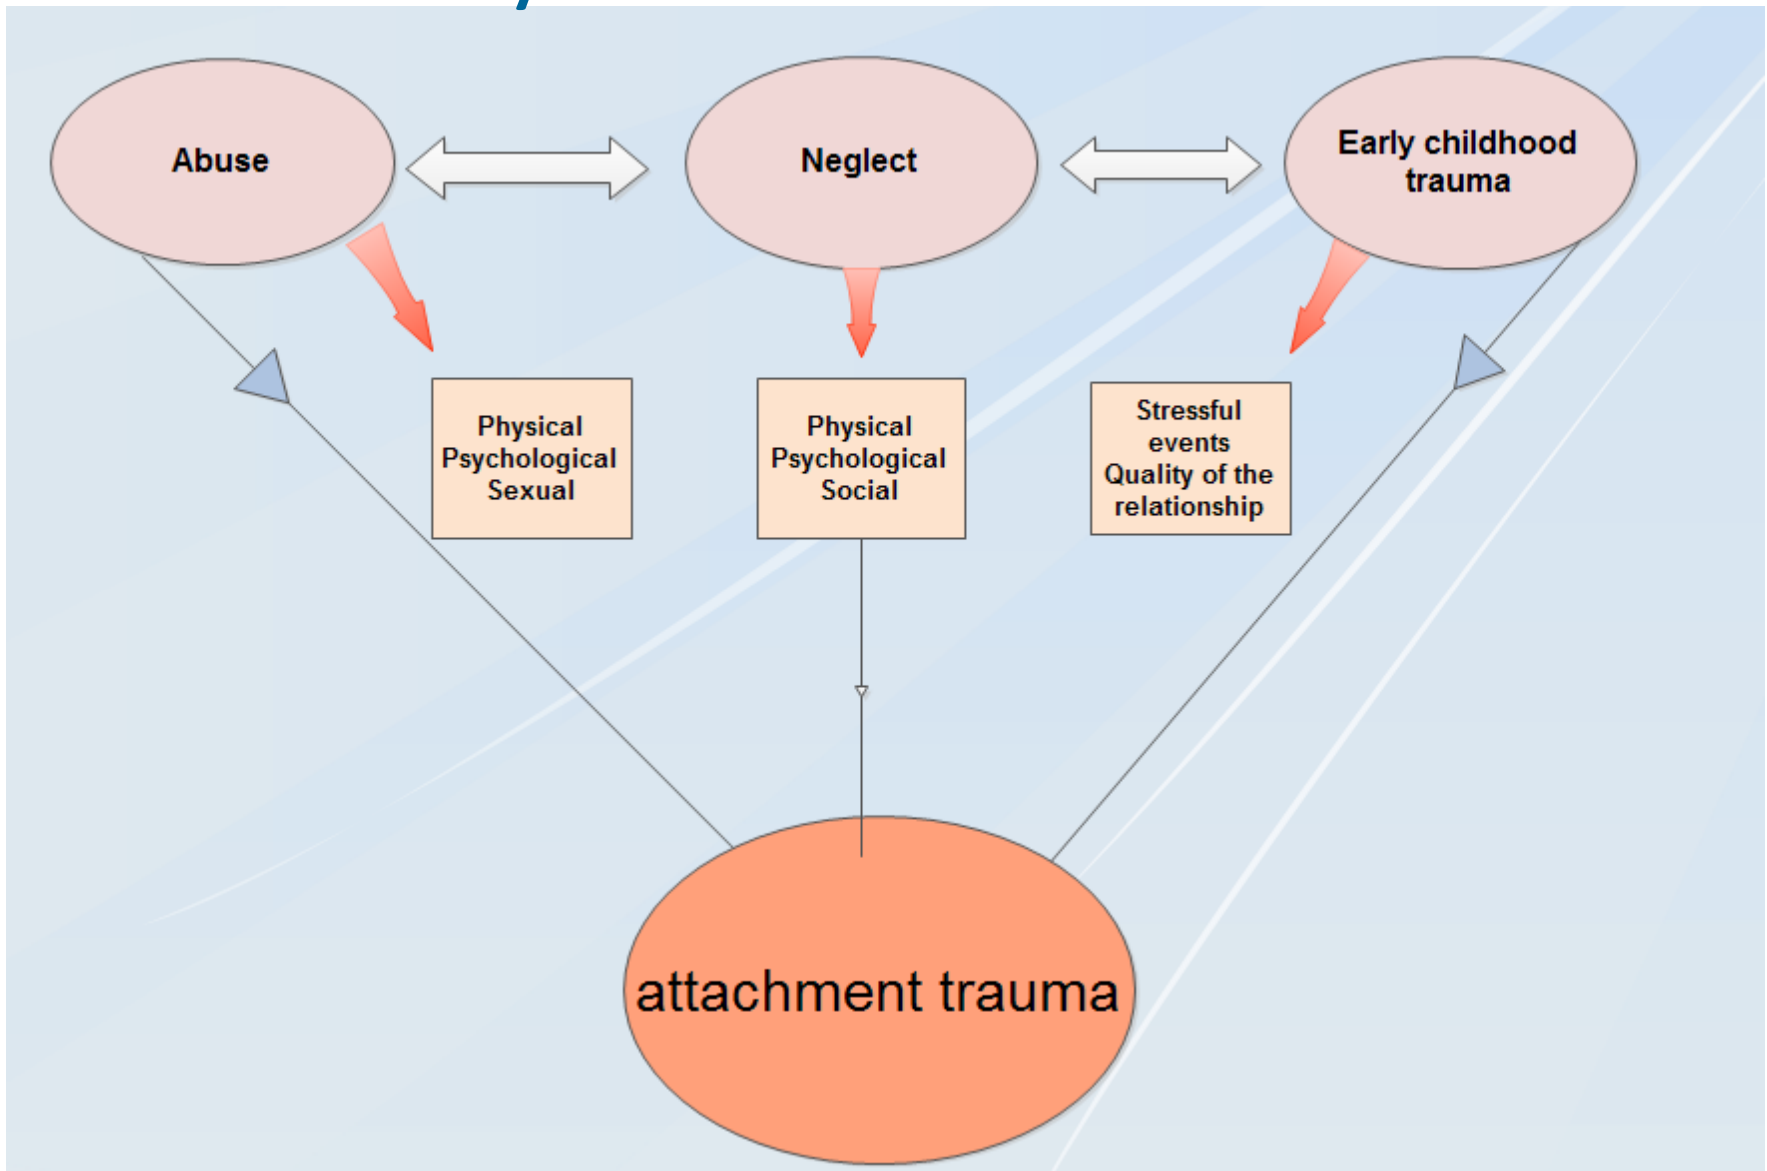 Abuse
Neglect
Early childhood
trauma
Physical
Psychological
Sexual
Physical
Psychological
Social
Stressful
events
Quality of the
relationship
attachment trauma